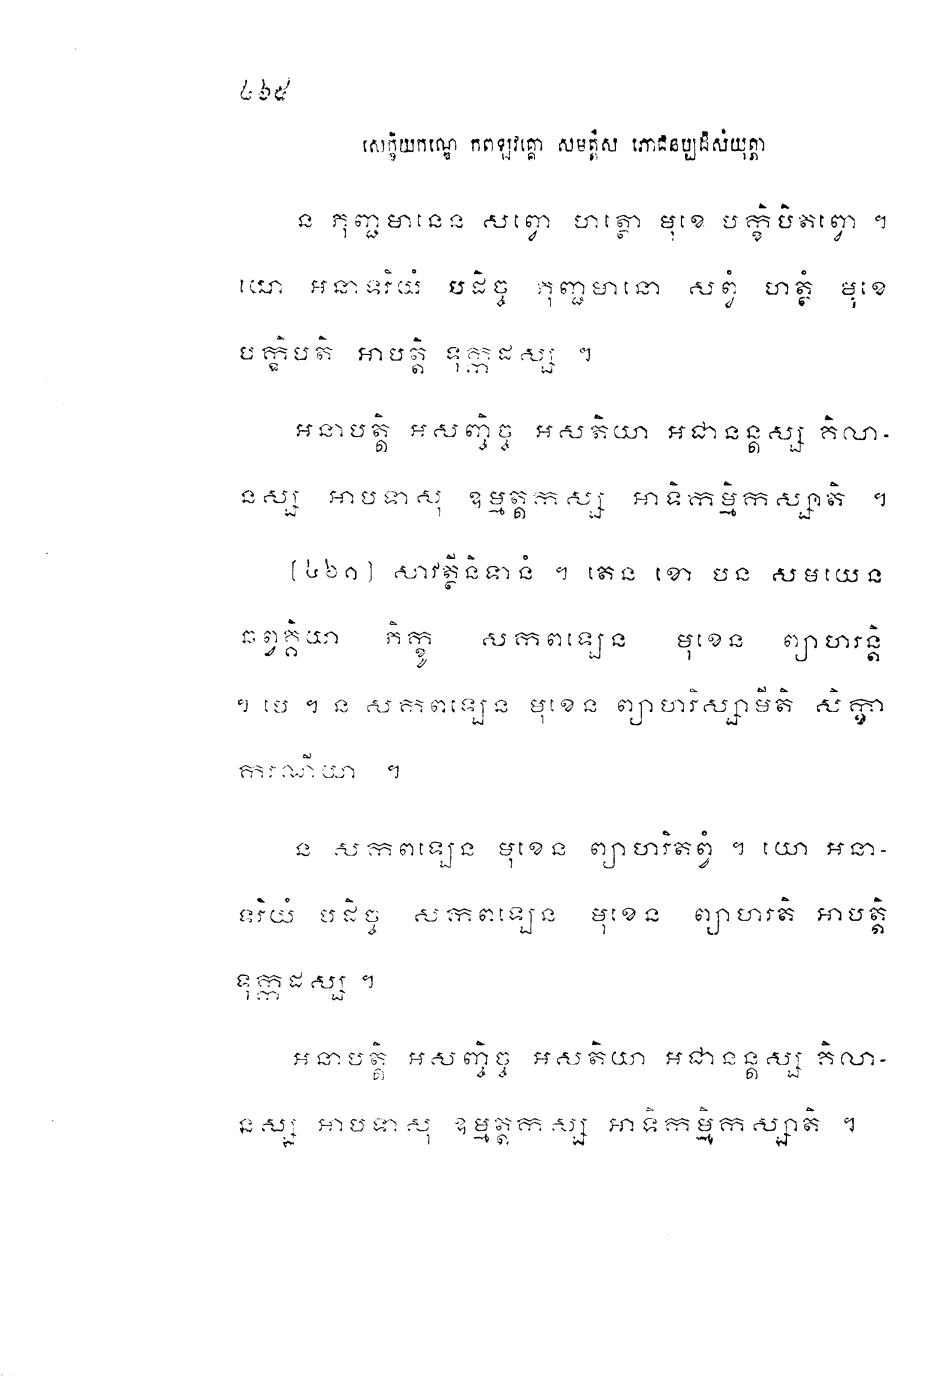 ៤៦៥
សេក្ខិយកណ្ឌេ កពឡវគ្គោ សមត្តឹស ភោជនប្បដិសំយុត្តា
ន ភុញ្ជមានេន សព្វោ ហត្ថោ មុខេ បក្ខិបិតព្វោ ។
យោ អនាទរិយំ បដិច្ច ភុញ្ជមានោ សព្វំ ហត្ថំ មុខេ
បក្ខិបតិ អាបត្តិ ទុក្កដស្ស ។
អនាបត្តិ អសញ្ចិច្ច អសតិយា អជានន្តស្ស គិលា-
នស្ស អាបទាសុ ឧម្មត្តកស្ស អាទិកម្មិកស្សាតិ ។
[៤៦១] សាវត្ថីនិទានំ ។ តេន ខោ បន សមយេន
ឆព្វគ្គិយា ភិក្ខូ សកពឡេន មុខេន ព្យាហរន្តិ
។ បេ ។ ន សកពឡេន មុខេន ព្យាហរិស្សាមីតិ សិក្ខា
ករណីយា ។
ន សកពឡេន មុខេន ព្យាហរិតព្វំ ។ យោ អនា-
ទរិយំ បដិច្ច សកពឡេន មុខេន ព្យាហរតិ អាបត្តិ
ទុក្កដស្ស ។
អនាបត្តិ អសញ្ចិច្ច អសតិយា អជានន្តស្ស គិលា-
នស្ស អាបទាសុ ឧម្មត្តកស្ស អាទិកម្មិកស្សាតិ ។